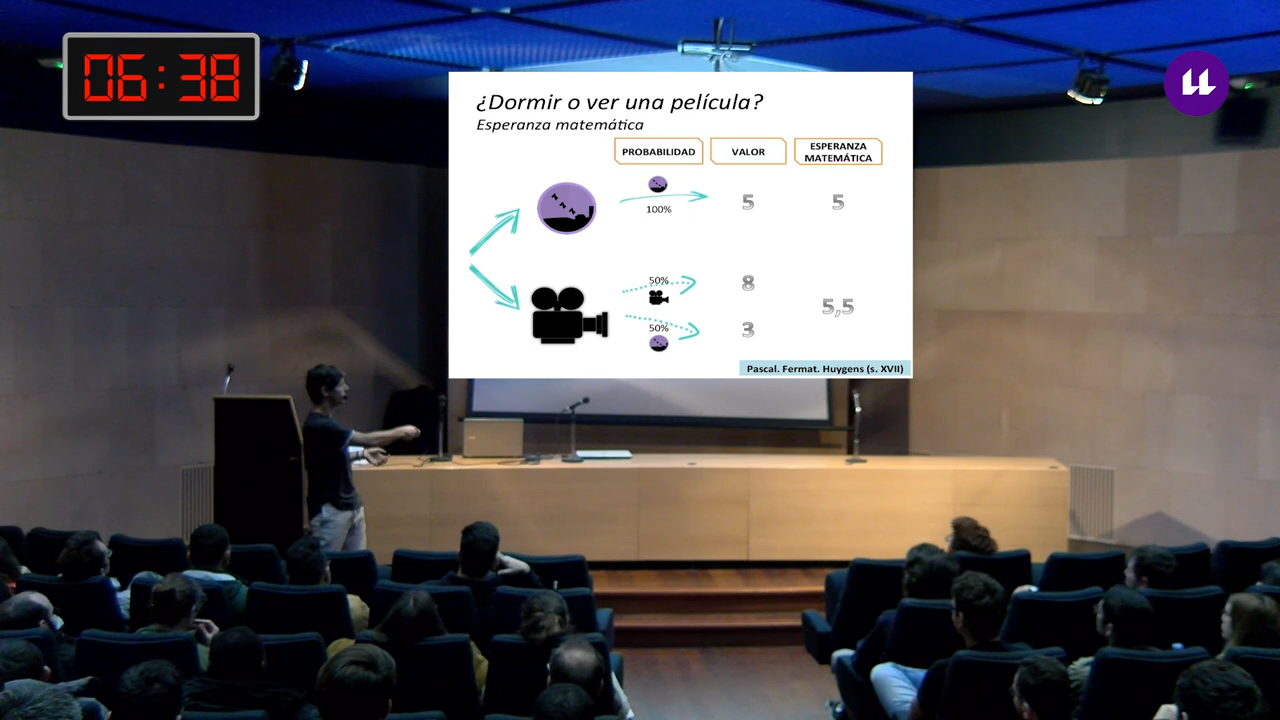 06:38
¿Dormir o ver una película?
Esperanza matemática
PROBABILIDAD
VALOR
ESPERANZA
MATEMÁTICA
100%
5
5
50%
8
5,5
50%
3
Pascal. Fermat. Huygens (s. XVII)